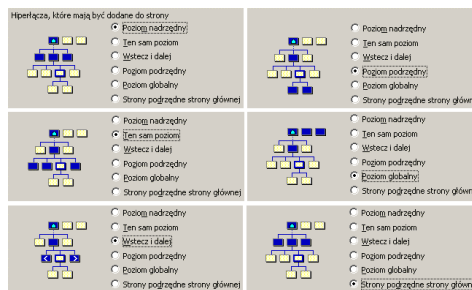 Hiperłącza, które mają być dodane do strony
Poziom nadrzędny
Ten sam poziom
Wstecz i dalej
Poziom podrzędny
Poziom globalny
Strony podrzędne strony głównej
Poziom nadrzędny
Ten sam poziom
Wstecz i dalej
Poziom podrzędny
Poziom globalny
Strony podrzędne strony główn
Poziom nadrzędny
Ten sam poziom
Wstecz i dalej
Poziom podrzędny
Poziom globalny
Strony podrzędne strony głównej
Poziom nadrzędny
Ten sam poziom
Wstecz i dalej
Poziom podrzędny
Poziom globalny
Strony podrzędne strony główn
Poziom nadrzędny
Ten sam poziom
Wstecz i dalej
Poziom podrzędny
Poziom globalny
Strony podrzędne strony głównej
Poziom nadrzędny
Ten sam poziom
Wstecz i dalej
Poziom podrzędny
Poziom globalny
Strony podrzędne strony główn